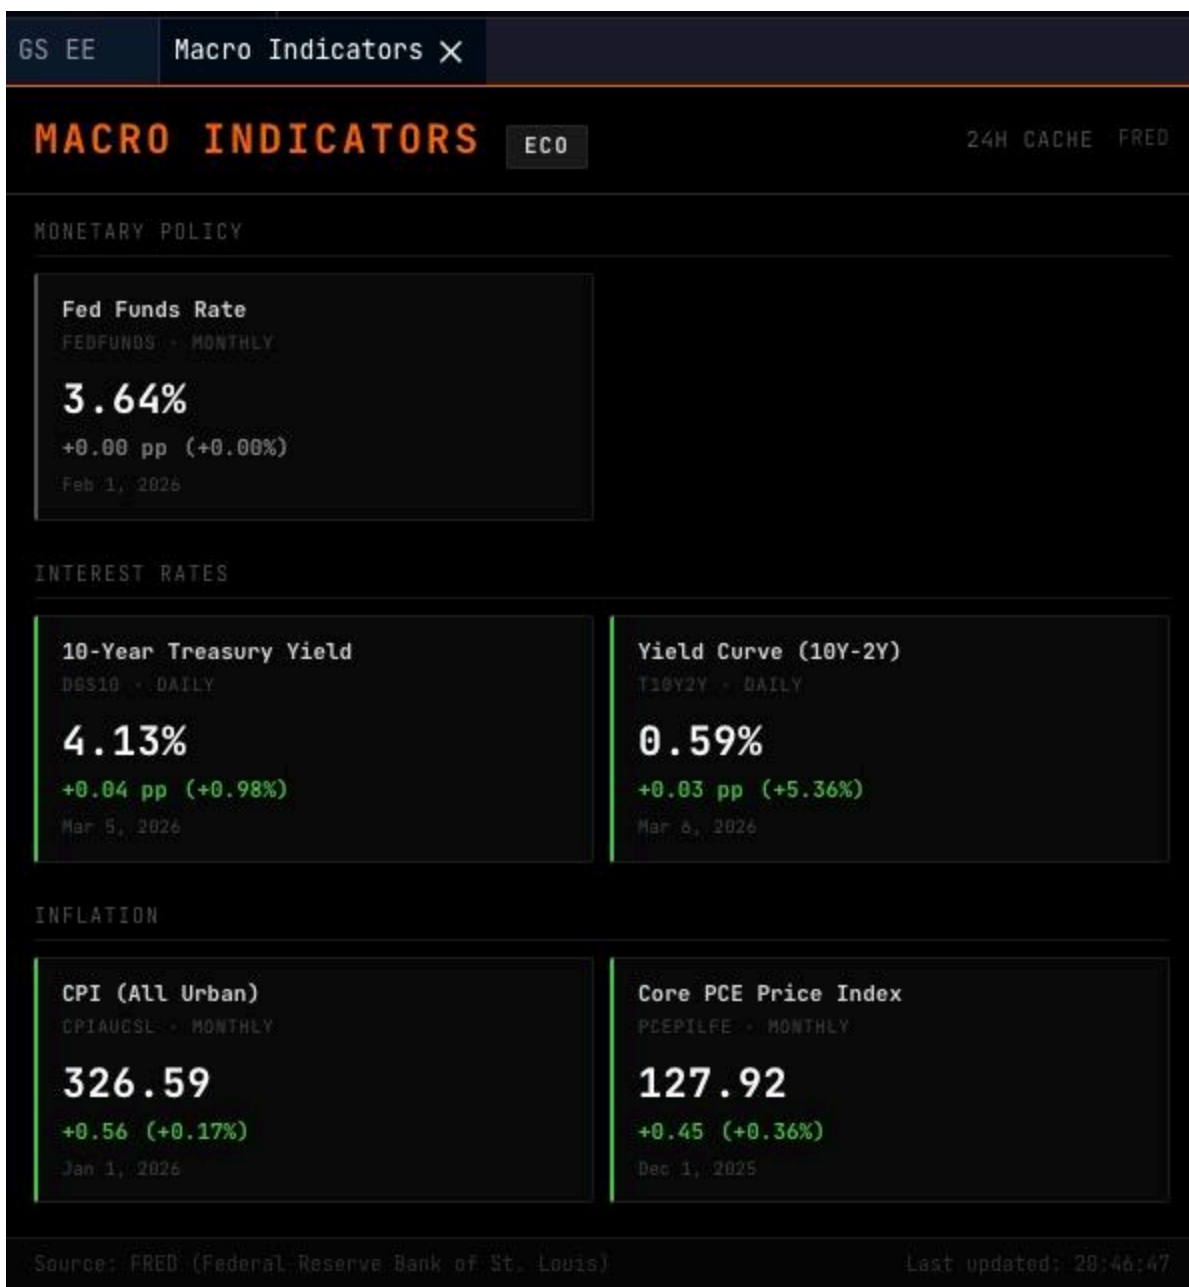 GS EE
Macro Indicators ×
MACRO INDICATORS ECO
24H CACHE FRED
MONETARY POLICY
Fed Funds Rate
FEDFUNDS · MONTHLY
3.64%
+0.00 pp (+0.00%)
Feb 1, 2026
INTEREST RATES
10-Year Treasury Yield
DGS10 · DAILY
4.13%
+0.04 pp (+0.98%)
Mar 5, 2026
Yield Curve (10Y-2Y)
T10Y2Y · DAILY
0.59%
+0.03 pp (+5.36%)
Mar 6, 2026
INFLATION
CPI (All Urban)
CPIAUCSL · MONTHLY
326.59
+0.56 (+0.17%)
Jan 1, 2026
Core PCE Price Index
PCEPILFE · MONTHLY
127.92
+0.45 (+0.36%)
Dec 1, 2025
Source: FRED (Federal Reserve Bank of St. Louis)
Last updated: 20:46:47